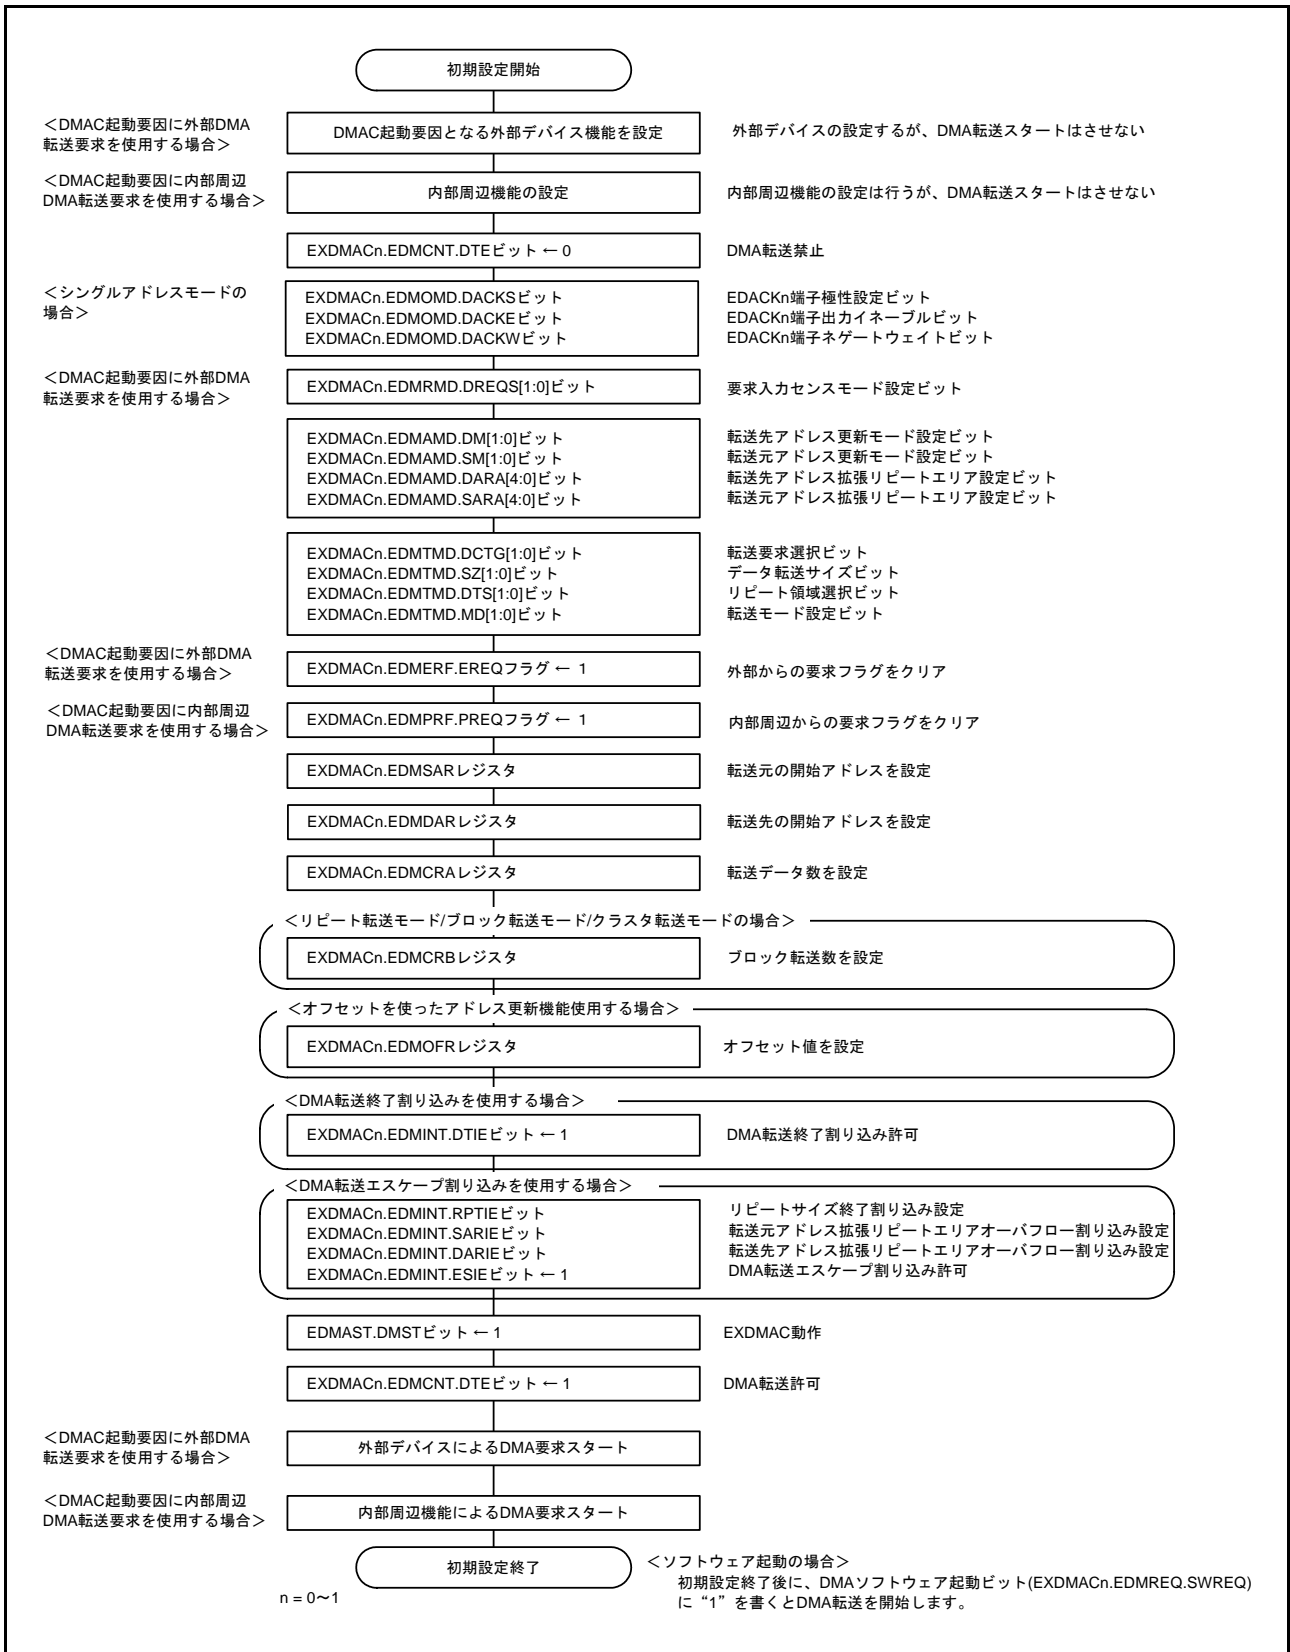 初期設定開始
＜DMAC起動要因に外部DMA
転送要求を使用する場合＞
DMAC起動要因となる外部デバイス機能を設定
外部デバイスの設定するが、DMA転送スタートはさせない
＜DMAC起動要因に内部周辺
DMA転送要求を使用する場合＞
内部周辺機能の設定
内部周辺機能の設定は行うが、DMA転送スタートはさせない
EXDMACn.EDMCNT.DTEビット ← 0
DMA転送禁止
＜シングルアドレスモードの
場合＞
EXDMACn.EDMOMD.DACKSビット
EDACKn端子極性設定ビット
EXDMACn.EDMOMD.DACKEビット
EDACKn端子出力イネーブルビット
EXDMACn.EDMOMD.DACKWビット
EDACKn端子ネゲートウェイトビット
＜DMAC起動要因に外部DMA
転送要求を使用する場合＞
EXDMACn.EDMRMD.DREQS[1:0]ビット
要求入力センスモード設定ビット
EXDMACn.EDMAMD.DM[1:0]ビット
転送先アドレス更新モード設定ビット
EXDMACn.EDMAMD.SM[1:0]ビット
転送元アドレス更新モード設定ビット
EXDMACn.EDMAMD.DARA[4:0]ビット
転送先アドレス拡張リピートエリア設定ビット
EXDMACn.EDMAMD.SARA[4:0]ビット
転送元アドレス拡張リピートエリア設定ビット
EXDMACn.EDMTMD.DCTG[1:0]ビット
転送要求選択ビット
EXDMACn.EDMTMD.SZ[1:0]ビット
データ転送サイズビット
EXDMACn.EDMTMD.DTS[1:0]ビット
リピート領域選択ビット
EXDMACn.EDMTMD.MD[1:0]ビット
転送モード設定ビット
＜DMAC起動要因に外部DMA
転送要求を使用する場合＞
EXDMACn.EDMERF.EREQフラグ ← 1
外部からの要求フラグをクリア
＜DMAC起動要因に内部周辺
DMA転送要求を使用する場合＞
EXDMACn.EDMPRF.PREQフラグ ← 1
内部周辺からの要求フラグをクリア
EXDMACn.EDMSARレジスタ
転送元の開始アドレスを設定
EXDMACn.EDMDARレジスタ
転送先の開始アドレスを設定
EXDMACn.EDMCRAレジスタ
転送データ数を設定
＜リピート転送モード/ブロック転送モード/クラスタ転送モードの場合＞
EXDMACn.EDMCRBレジスタ
ブロック転送数を設定
＜オフセットを使ったアドレス更新機能使用する場合＞
EXDMACn.EDMOFRレジスタ
オフセット値を設定
＜DMA転送終了割り込みを使用する場合＞
EXDMACn.EDMINT.DTIEビット ← 1
DMA転送終了割り込み許可
＜DMA転送エスケープ割り込みを使用する場合＞
EXDMACn.EDMINT.RPTIEビット
リピートサイズ終了割り込み設定
EXDMACn.EDMINT.SARIEビット
転送元アドレス拡張リピートエリアオーバフロー割り込み設定
EXDMACn.EDMINT.DARIEビット
転送先アドレス拡張リピートエリアオーバフロー割り込み設定
EXDMACn.EDMINT.ESIEビット ← 1
DMA転送エスケープ割り込み許可
EDMAST.DMSTビット ← 1
EXDMAC動作
EXDMACn.EDMCNT.DTEビット ← 1
DMA転送許可
＜DMAC起動要因に外部DMA
転送要求を使用する場合＞
外部デバイスによるDMA要求スタート
＜DMAC起動要因に内部周辺
DMA転送要求を使用する場合＞
内部周辺機能によるDMA要求スタート
初期設定終了
＜ソフトウェア起動の場合＞
初期設定終了後に、DMAソフトウェア起動ビット(EXDMACn.EDMREQ.SWREQ)
に“1”を書くとDMA転送を開始します。
n = 0～1